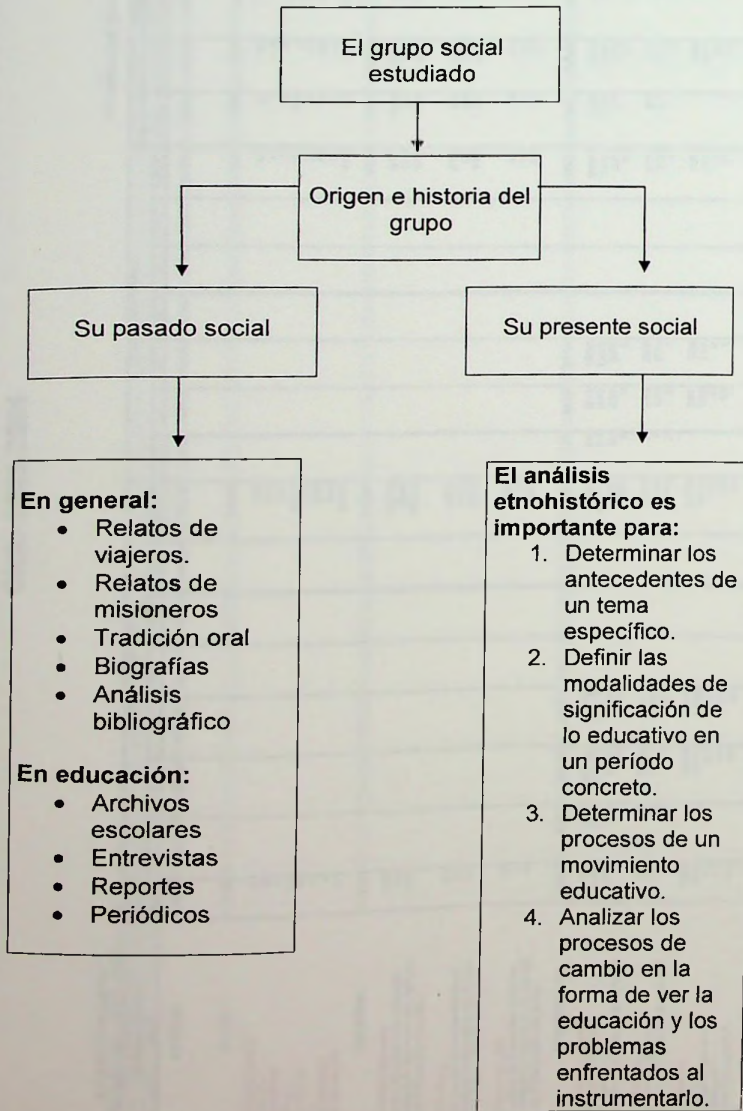 El grupo social
estudiado
Origen e historia del
grupo
Su pasado social
Su presente social
En general:
• Relatos de
viajeros.
• Relatos de
misioneros
• Tradición oral
• Biografías
• Análisis
bibliográfico
En educación:
• Archivos
escolares
• Entrevistas
• Reportes
• Periódicos
El análisis
etnohistórico es
importante para:
1. Determinar los
antecedentes de
un tema
específico.
2. Definir las
modalidades de
significación de
lo educativo en
un período
concreto.
3. Determinar los
procesos de un
movimiento
educativo.
4. Analizar los
procesos de
cambio en la
forma de ver la
educación y los
problemas
enfrentados al
instrumentarlo.